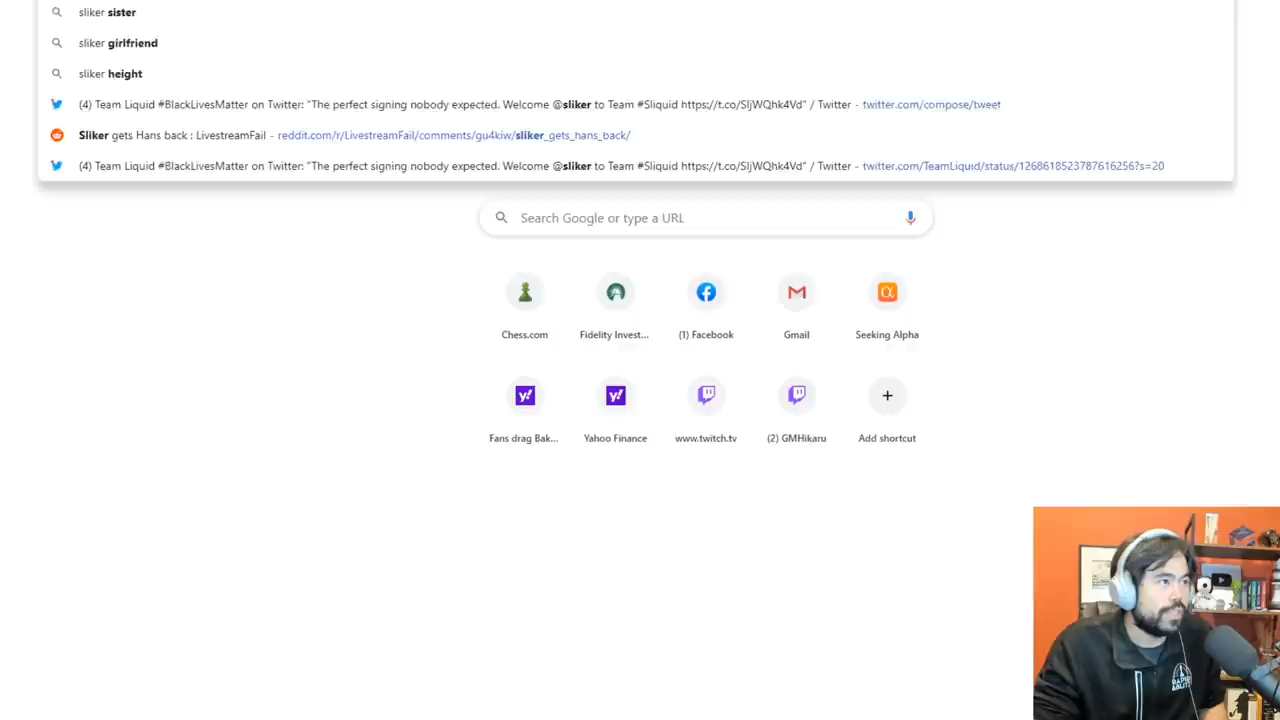 sliker sister
sliker girlfriend
sliker height
(4) Team Liquid #BlackLivesMatter on Twitter: "The perfect signing nobody expected. Welcome @sliker to Team #Sliquid https://t.co/SljWQhk4Vd" / Twitter - twitter.com/compose/tweet
Sliker gets Hans back : LivestreamFail - reddit.com/r/LivestreamFail/comments/gu4kiw/sliker_gets_hans_back/
(4) Team Liquid #BlackLivesMatter on Twitter: "The perfect signing nobody expected. Welcome @sliker to Team #Sliquid https://t.co/SljWQhk4Vd" / Twitter - twitter.com/TeamLiquid/status/1268618523787616256?s=20
Search Google or type a URL
Chess.com
Fidelity Invest...
(1) Facebook
Gmail
Seeking Alpha
Fans drag Bak...
Yahoo Finance
www.twitch.tv
(2) GMHikaru
Add shortcut